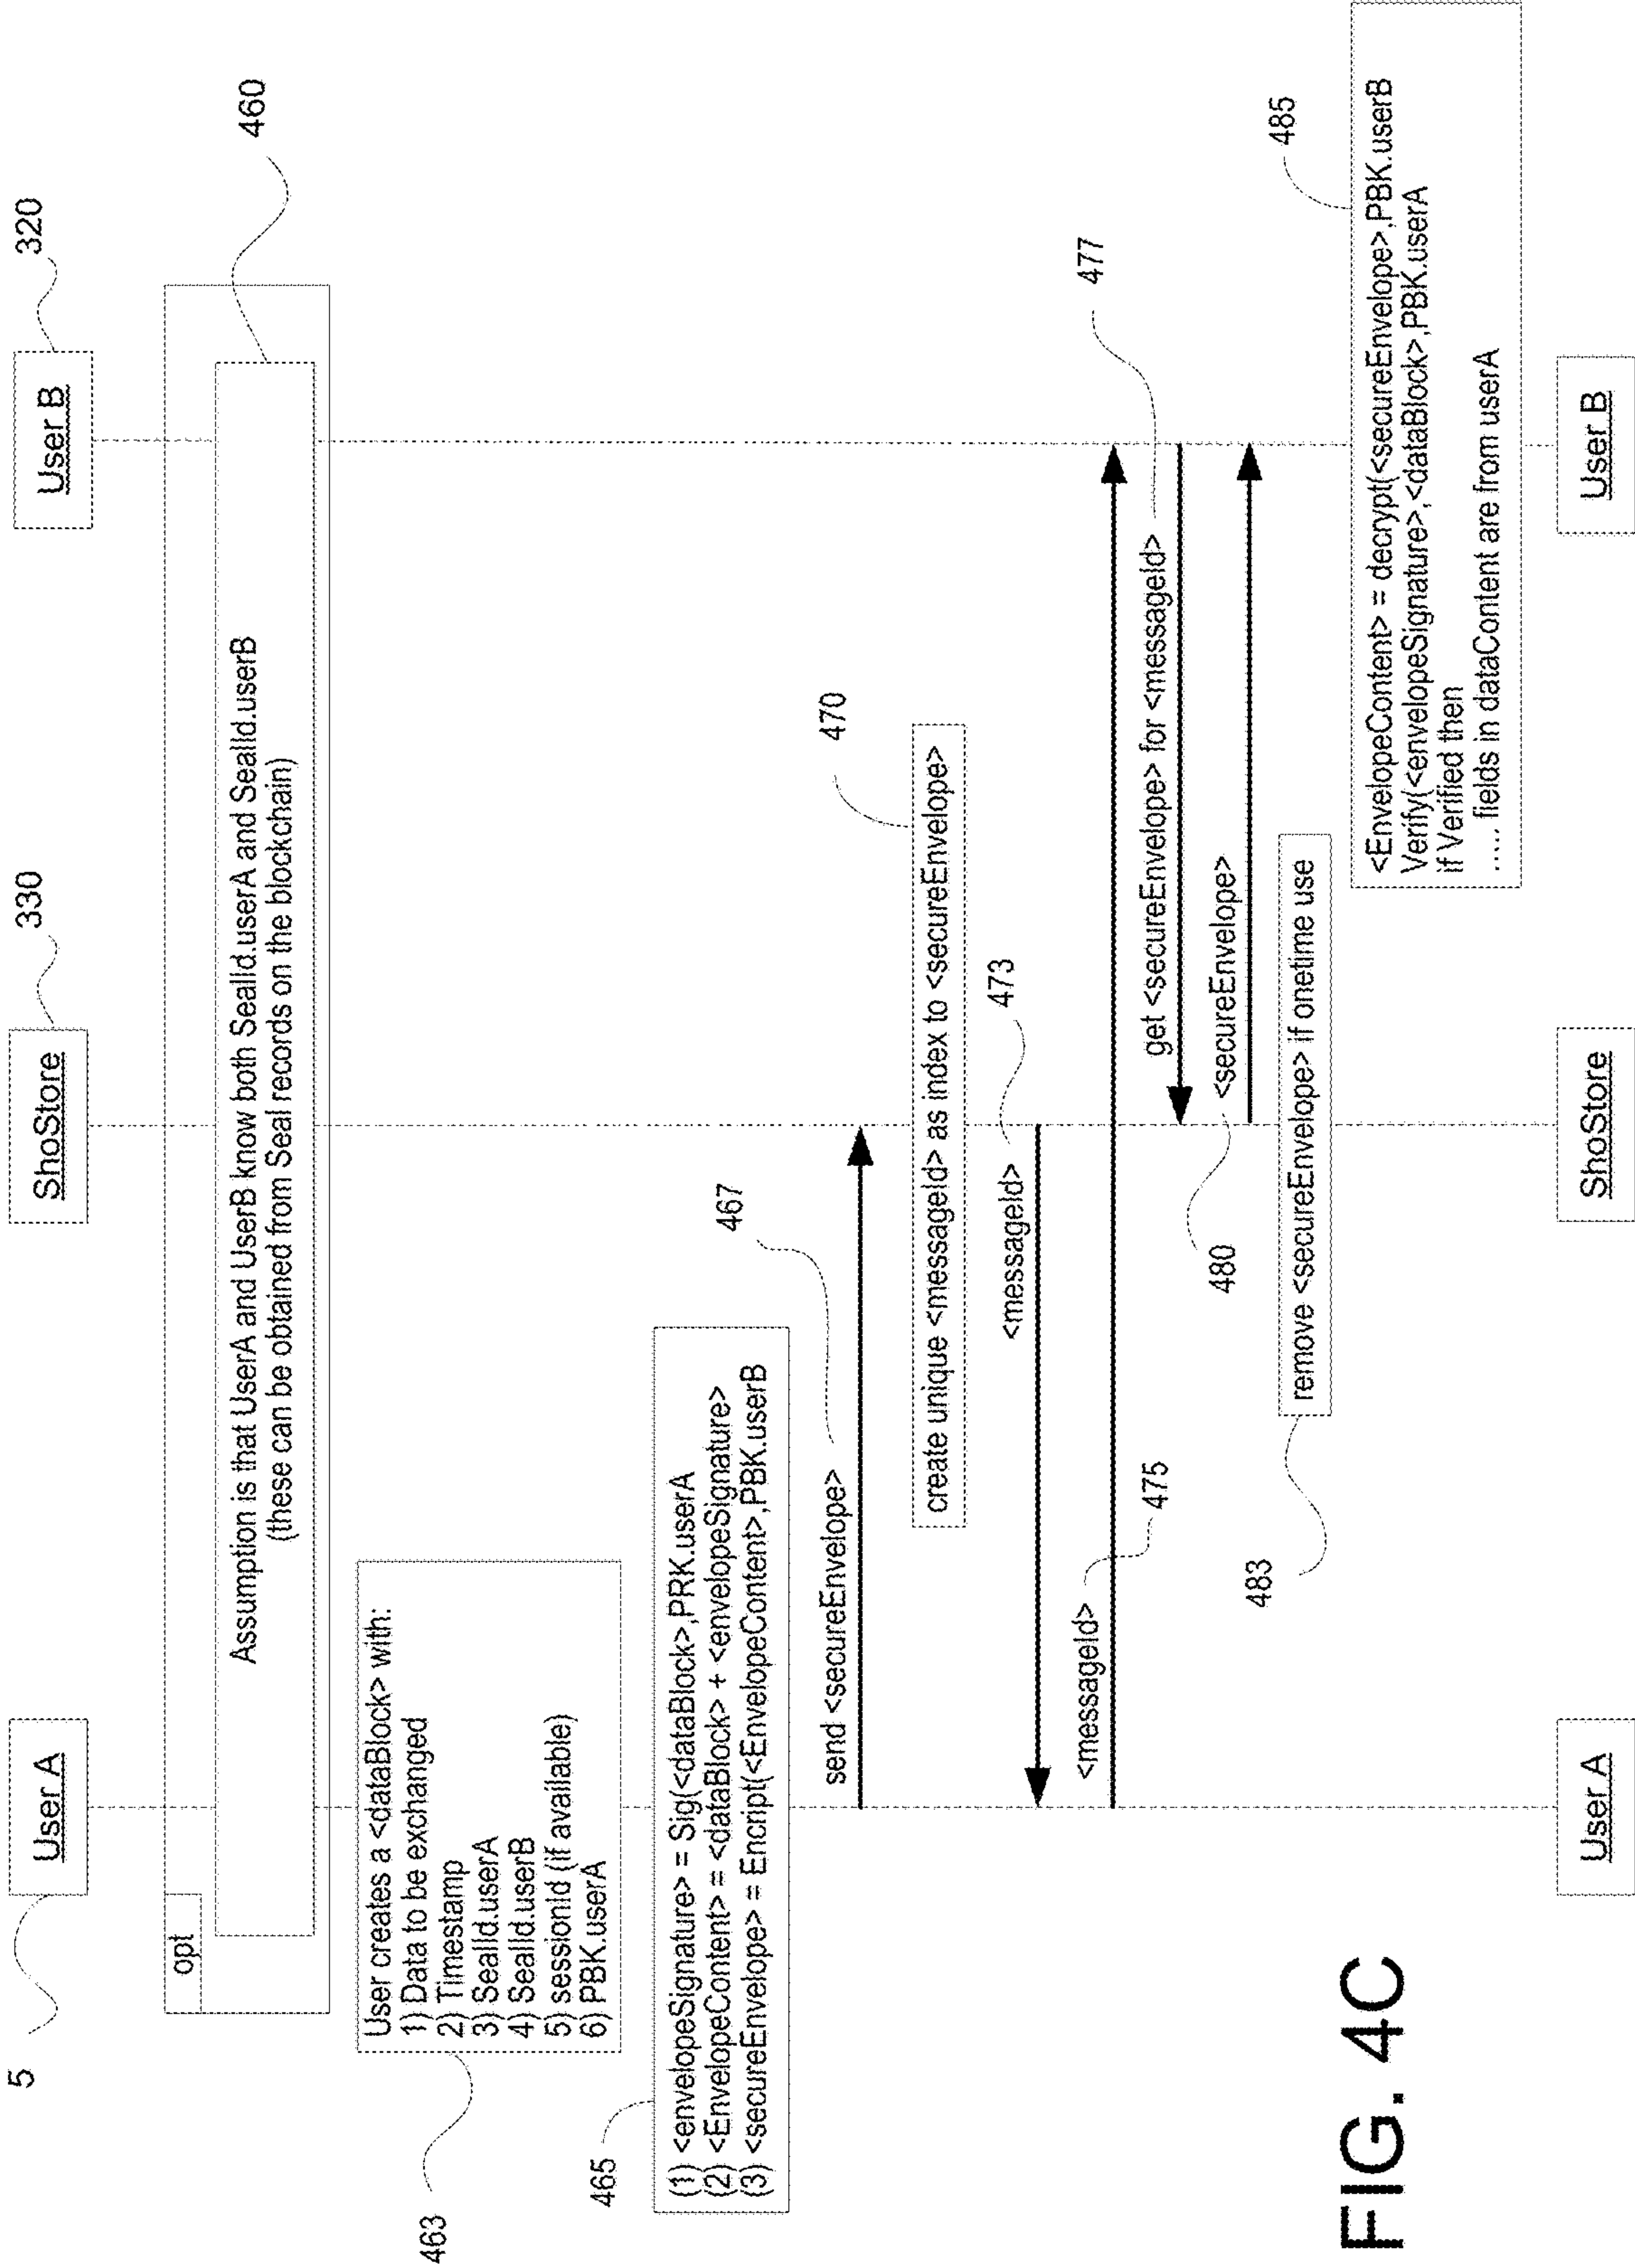 5
User A
ShoStore
330
User B
320
opt
Assumption is that UserA and UserB know both SealId.userA and SealId.userB
(these can be obtained from Seal records on the blockchain)
460
User creates a <dataBlock> with:
1) Data to be exchanged
2) Timestamp
3) SealId.userA
4) SealId.userB
5) sessionId (if available)
6) PBK.userA
463
(1) <envelopeSignature> = Sig(<dataBlock>,PRK.userA
(2) <EnvelopeContent> = <dataBlock> + <envelopeSignature>
(3) <secureEnvelope> = Encript(<EnvelopeContent>,PBK.userB
465
send <secureEnvelope>
467
create unique <messageId> as index to <secureEnvelope>
470
<messageId>
473
<messageId>
475
get <secureEnvelope> for <messageId>
477
<secureEnvelope>
480
remove <secureEnvelope> if onetime use
483
<EnvelopeContent> = decrypt(<secureEnvelope>,PBK.userB
Verify(<envelopeSignature>,<dataBlock>,PBK.userA
if Verified then
..... fields in dataContent are from userA
485
User A
ShoStore
User B
FIG. 4C